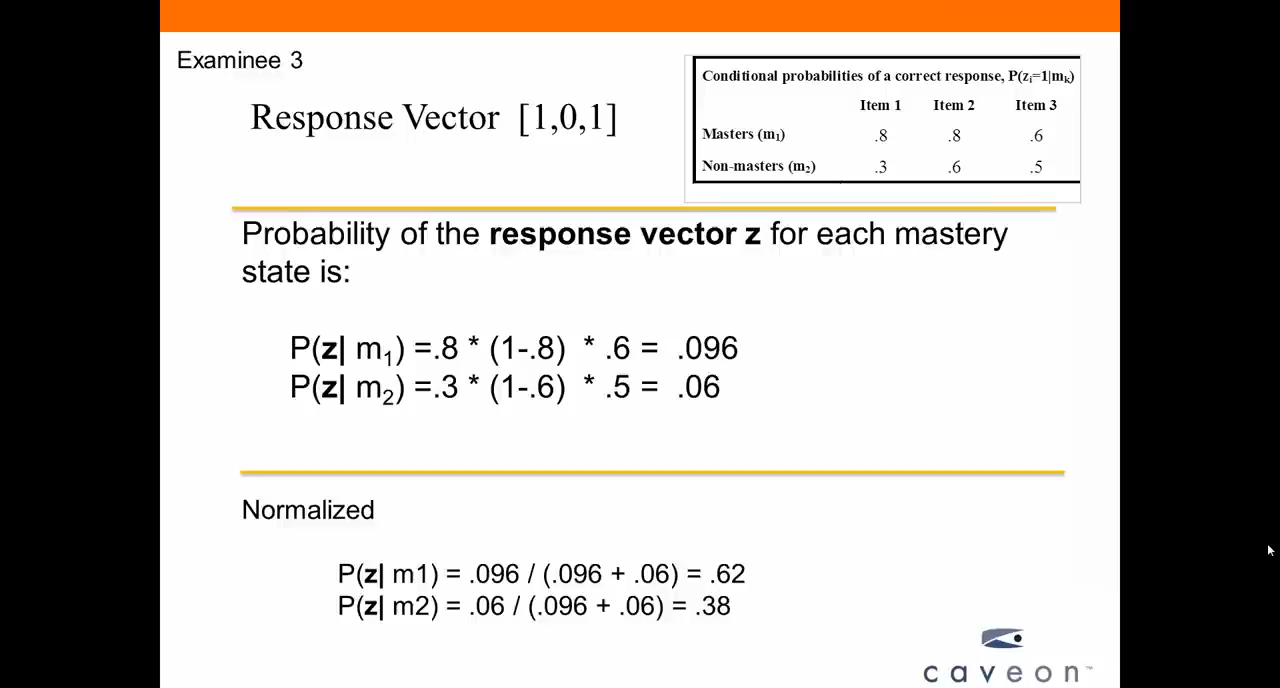 Examinee 3
Response Vector [1,0,1]
Conditional probabilities of a correct response, P(zᵢ=1|mₖ)
Item 1 Item 2 Item 3
Masters (m₁) .8 .8 .6
Non-masters (m₂) .3 .6 .5
Probability of the response vector z for each mastery
state is:
P(z| m₁) =.8 * (1-.8) * .6 = .096
P(z| m₂) =.3 * (1-.6) * .5 = .06
Normalized
P(z| m1) = .096 / (.096 + .06) = .62
P(z| m2) = .06 / (.096 + .06) = .38
caveon™